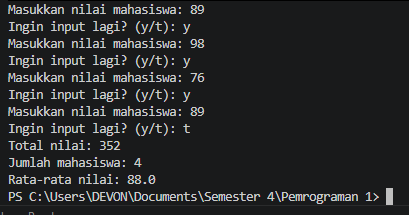 Masukkan nilai mahasiswa: 89
Ingin input lagi? (y/t): y
Masukkan nilai mahasiswa: 98
Ingin input lagi? (y/t): y
Masukkan nilai mahasiswa: 76
Ingin input lagi? (y/t): y
Masukkan nilai mahasiswa: 89
Ingin input lagi? (y/t): t
Total nilai: 352
Jumlah mahasiswa: 4
Rata-rata nilai: 88.0
PS C:\Users\DEVON\Documents\Semester 4\Pemrograman 1>